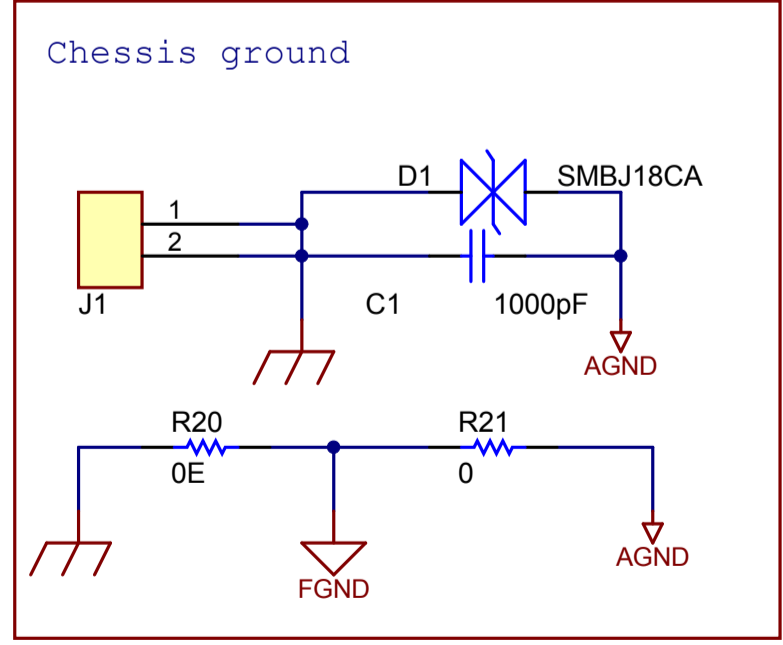 Chessis ground
D1
SMBJ18CA
1
2
J1
C1
1000pF
AGND
R20
R21
0E
0
AGND
FGND